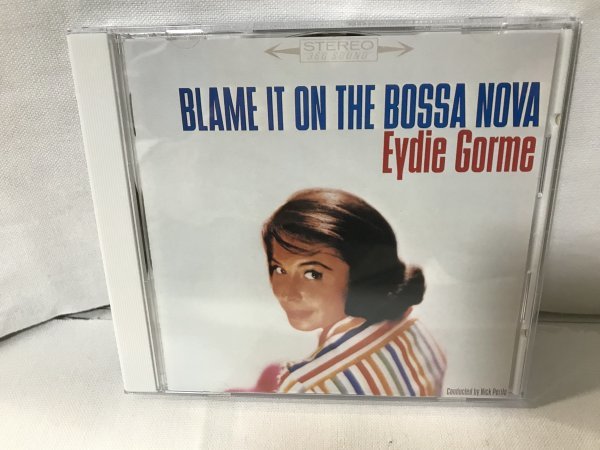 STEREO
360 SOUND
BLAME IT ON THE BOSSA NOVA
Eydie Gorme
Conducted by Nick Perito